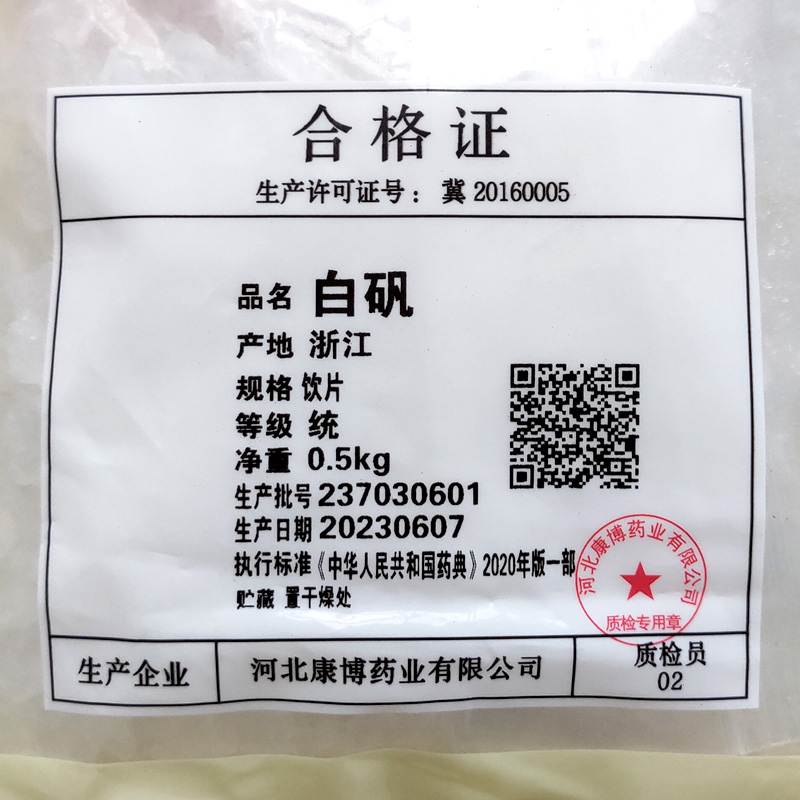 合格证
生产许可证号：冀 20160005
品名 白矾
产地 浙江
规格 饮片
等级 统
净重 0.5kg
生产批号 237030601
生产日期 20230607
执行标准《中华人民共和国药典》2020年版一部
贮藏 置干燥处
河北康博药业有限公司
质检专用章
生产企业 河北康博药业有限公司 质检员
02